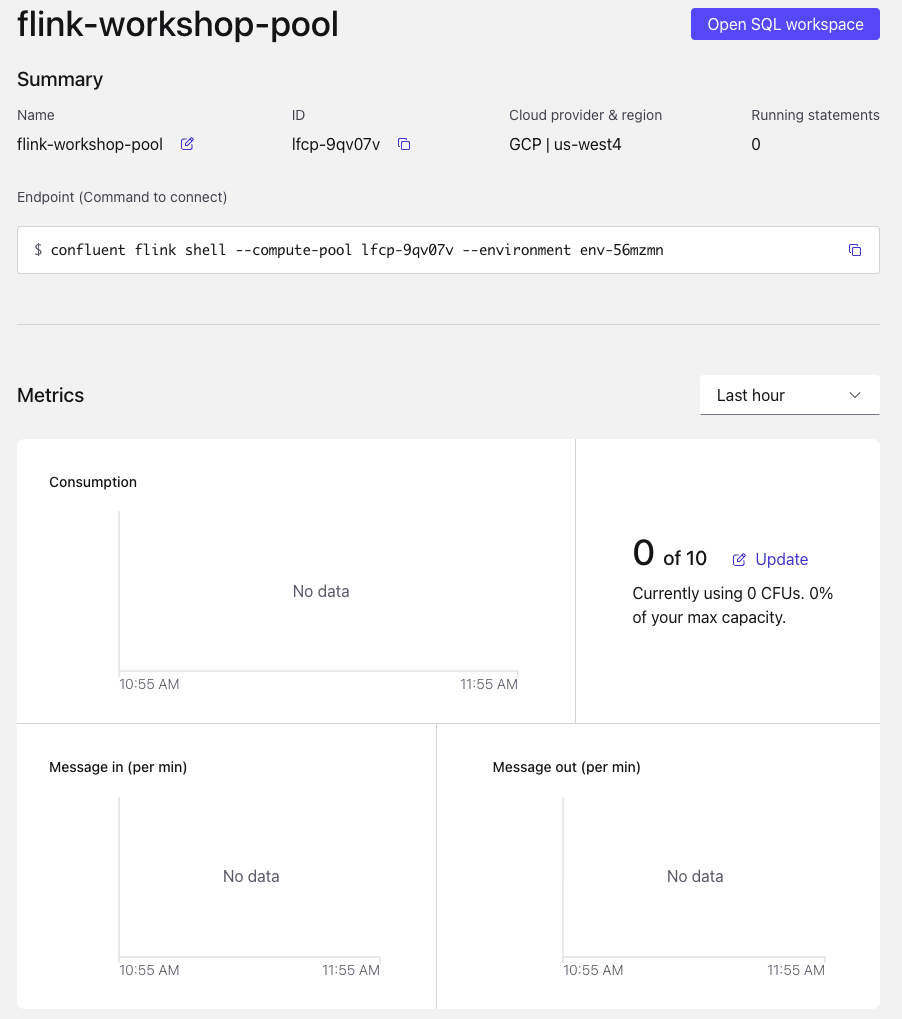 flink-workshop-pool
Open SQL workspace
Summary
Name
ID
Cloud provider & region
Running statements
flink-workshop-pool
lfcp-9qv07v
GCP | us-west4
0
Endpoint (Command to connect)
$ confluent flink shell --compute-pool lfcp-9qv07v --environment env-56mzmn
Metrics
Last hour
Consumption
No data
10:55 AM
11:55 AM
0 of 10
Update
Currently using 0 CFUs. 0%
of your max capacity.
Message in (per min)
No data
10:55 AM
11:55 AM
Message out (per min)
No data
10:55 AM
11:55 AM